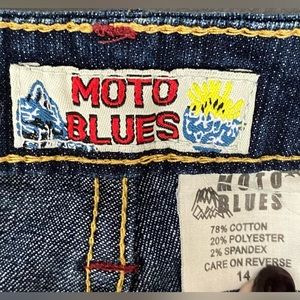 MOTO
BLUES
MOTO
BLUES
78% COTTON
20% POLYESTER
2% SPANDEX
CARE ON REVERSE
14